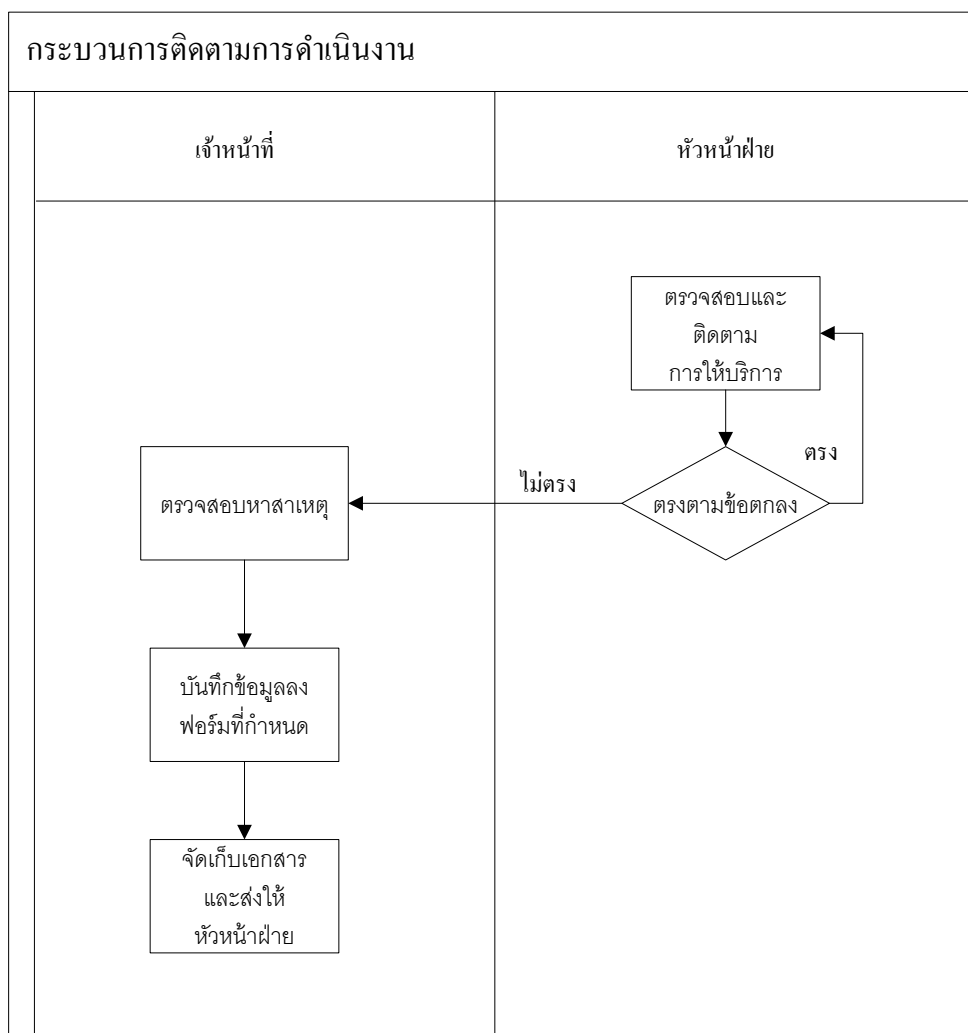 กระบวนการติดตามการดำเนินงาน
เจ้าหน้าที่
หัวหน้าฝ่าย
ตรวจสอบและ
ติดตาม
การให้บริการ
ตรง
ไม่ตรง
ตรงตามข้อตกลง
ตรวจสอบหาสาเหตุ
บันทึกข้อมูลลง
ฟอร์มที่กำหนด
จัดเก็บเอกสาร
และส่งให้
หัวหน้าฝ่าย